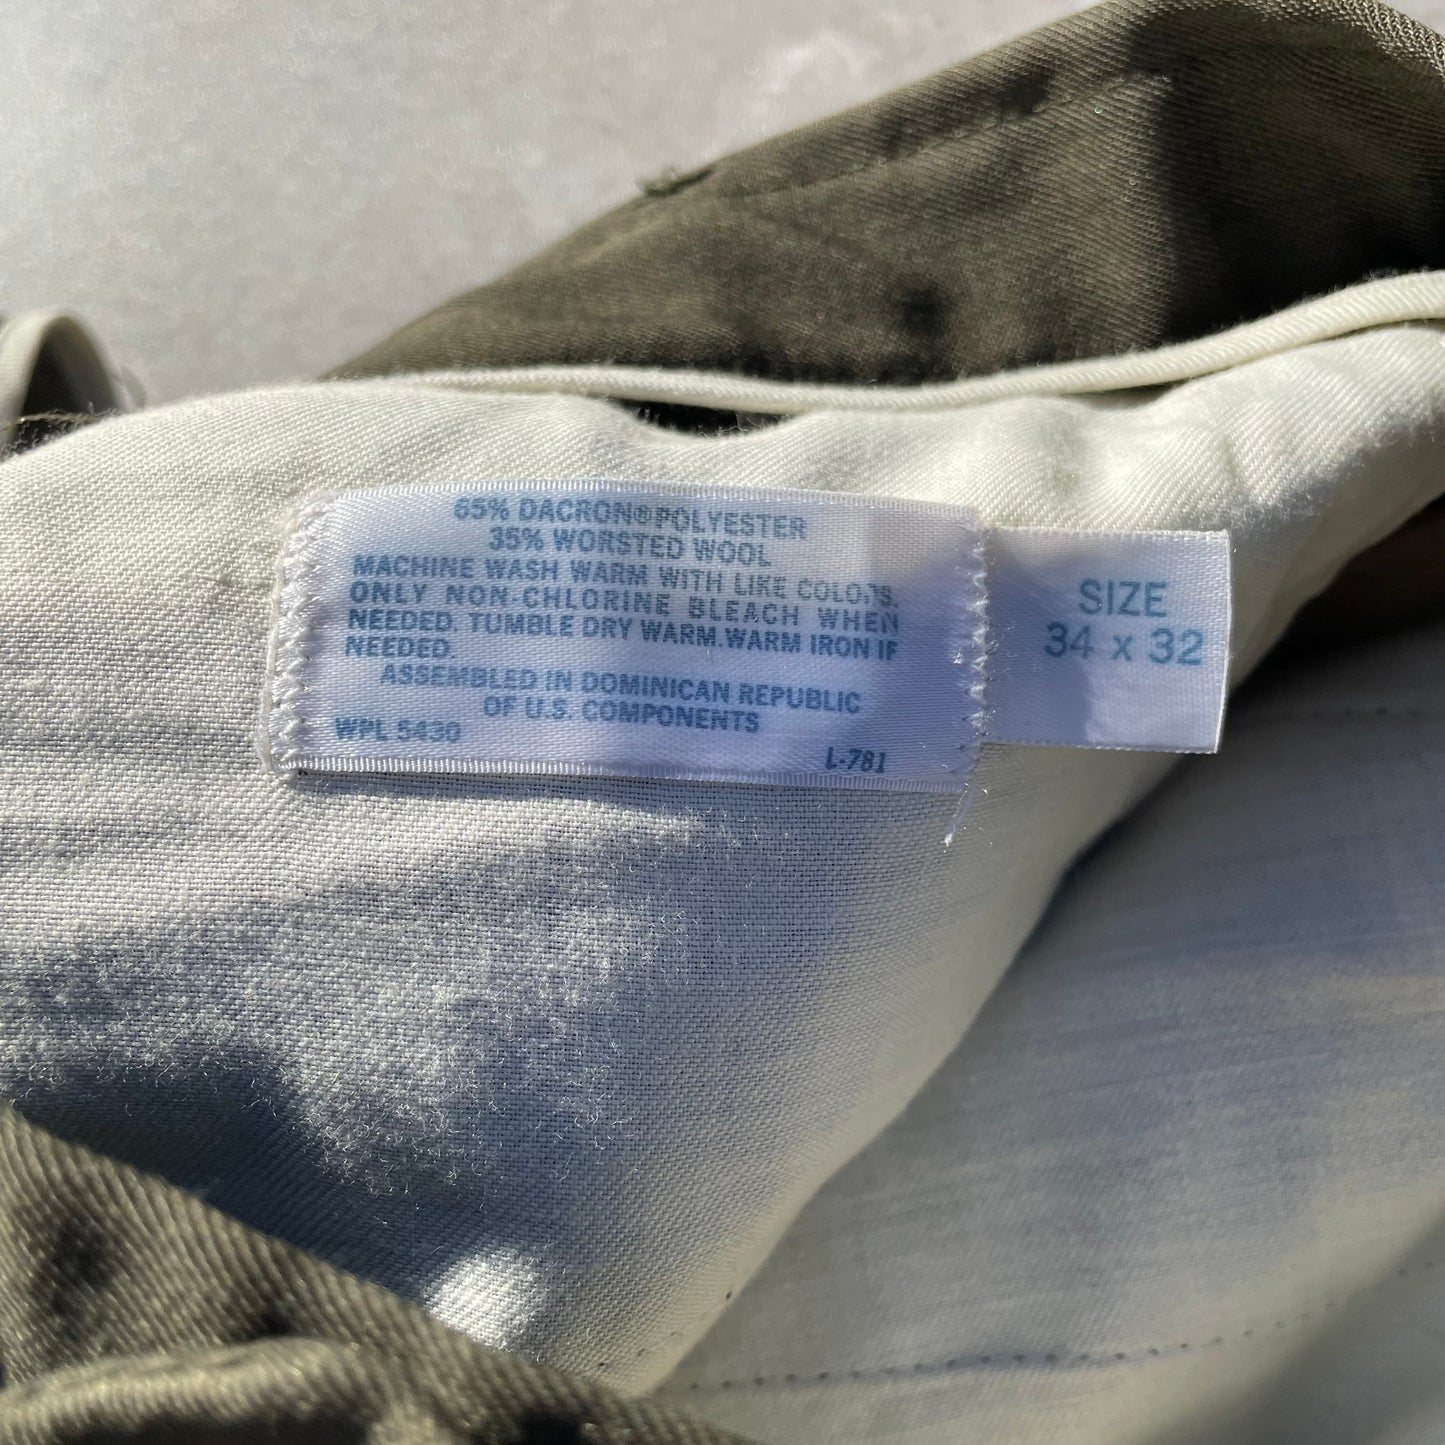 65% DACRON® POLYESTER
35% WORSTED WOOL
MACHINE WASH WARM WITH LIKE COLORS.
ONLY NON-CHLORINE BLEACH WHEN
NEEDED. TUMBLE DRY WARM. WARM IRON IF
NEEDED.
ASSEMBLED IN DOMINICAN REPUBLIC
OF U.S. COMPONENTS
WPL 5430
L-781
SIZE
34 x 32